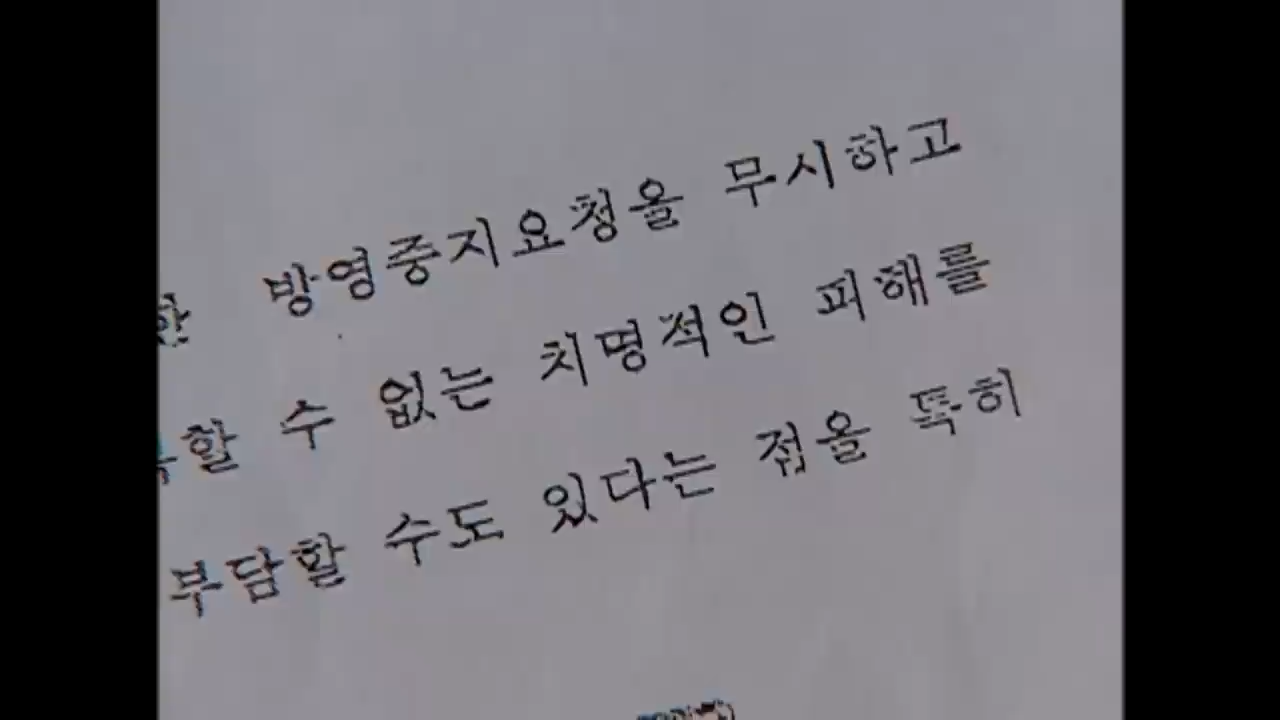 방영중지요청을 무시하고
수 없는 치명적인 피해를
부담할 수도 있다는 점을 특히